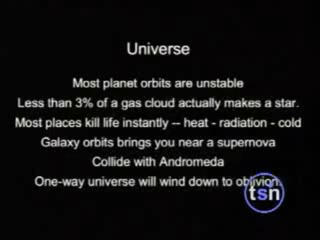 Universe
Most planet orbits are unstable
Less than 3% of a gas cloud actually makes a star.
Most places kill life instantly -- heat - radiation - cold
Galaxy orbits brings you near a supernova
Collide with Andromeda
One-way universe will wind down to oblivion.
tsn